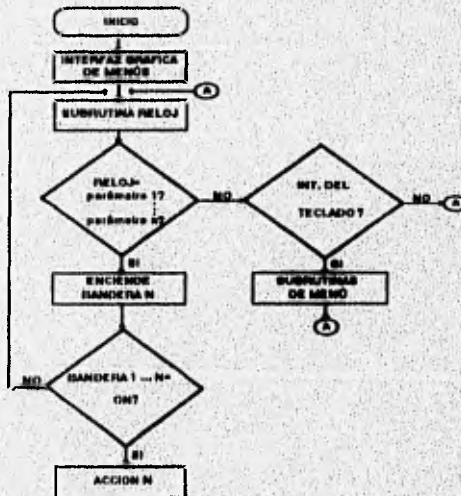 INICIO
INTERFAZ GRAFICA
DE MENÚS
A
SUBRUTINA RELOJ
RELOJ=
parámetro 1?
parámetro n?
NO
INT. DEL
TECLADO?
NO
A
SI
SI
ENCIENDE
BANDERA N
SUBRUTINAS
DE MENÚ
A
BANDERA 1 ... N=
ON?
NO
SI
ACCION N